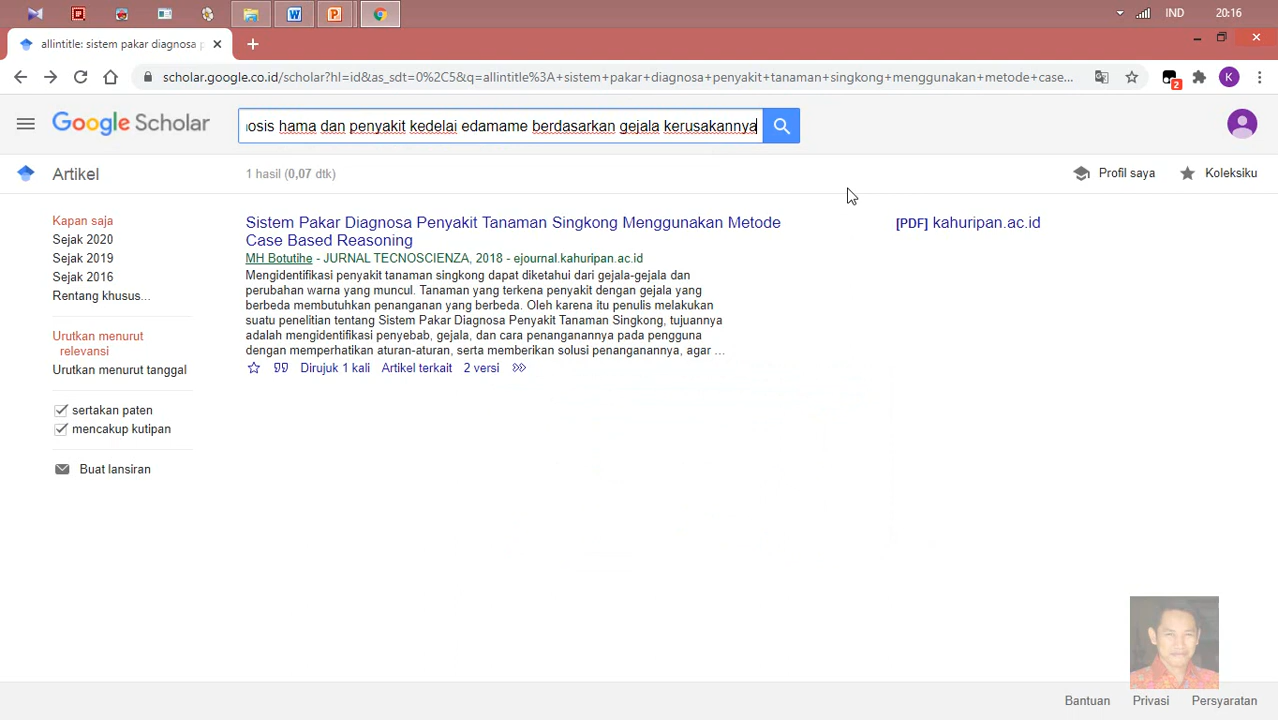 IND 20:16
allintitle: sistem pakar diagnosa
scholar.google.co.id/scholar?hl=id&as_sdt=0%2C5&q=allintitle%3A+sistem+pakar+diagnosa+penyakit+tanaman+singkong+menggunakan+metode+case...
2
K
Google Scholar
osis hama dan penyakit kedelai edamame berdasarkan gejala kerusakannya
Artikel
1 hasil (0,07 dtk)
Profil saya
Koleksiku
Kapan saja
Sejak 2020
Sejak 2019
Sejak 2016
Rentang khusus...
Urutkan menurut
relevansi
Urutkan menurut tanggal
sertakan paten
mencakup kutipan
Buat lansiran
Sistem Pakar Diagnosa Penyakit Tanaman Singkong Menggunakan Metode
Case Based Reasoning
MH Botutihe - JURNAL TECNOSCIENZA, 2018 - ejournal.kahuripan.ac.id
Mengidentifikasi penyakit tanaman singkong dapat diketahui dari gejala-gejala dan
perubahan warna yang muncul. Tanaman yang terkena penyakit dengan gejala yang
berbeda membutuhkan penanganan yang berbeda. Oleh karena itu penulis melakukan
suatu penelitian tentang Sistem Pakar Diagnosa Penyakit Tanaman Singkong, tujuannya
adalah mengidentifikasi penyebab, gejala, dan cara penanganannya pada pengguna
dengan memperhatikan aturan-aturan, serta memberikan solusi penanganannya, agar ...
Dirujuk 1 kali Artikel terkait 2 versi
[PDF] kahuripan.ac.id
Bantuan Privasi Persyaratan